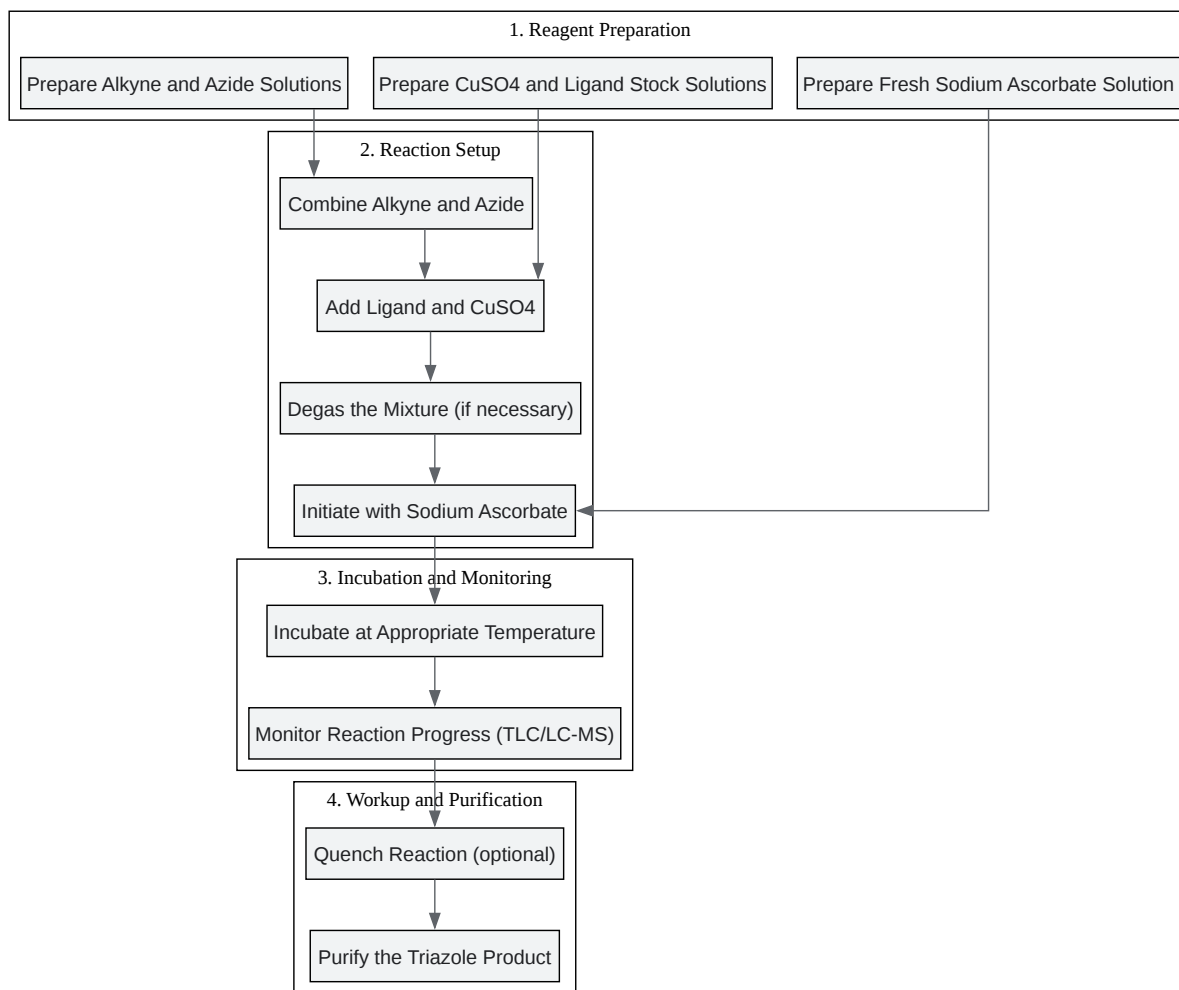 1. Reagent Preparation
Prepare Alkyne and Azide Solutions
Prepare CuSO4 and Ligand Stock Solutions
Prepare Fresh Sodium Ascorbate Solution
2. Reaction Setup
Combine Alkyne and Azide
Add Ligand and CuSO4
Degas the Mixture (if necessary)
Initiate with Sodium Ascorbate
3. Incubation and Monitoring
Incubate at Appropriate Temperature
Monitor Reaction Progress (TLC/LC-MS)
4. Workup and Purification
Quench Reaction (optional)
Purify the Triazole Product